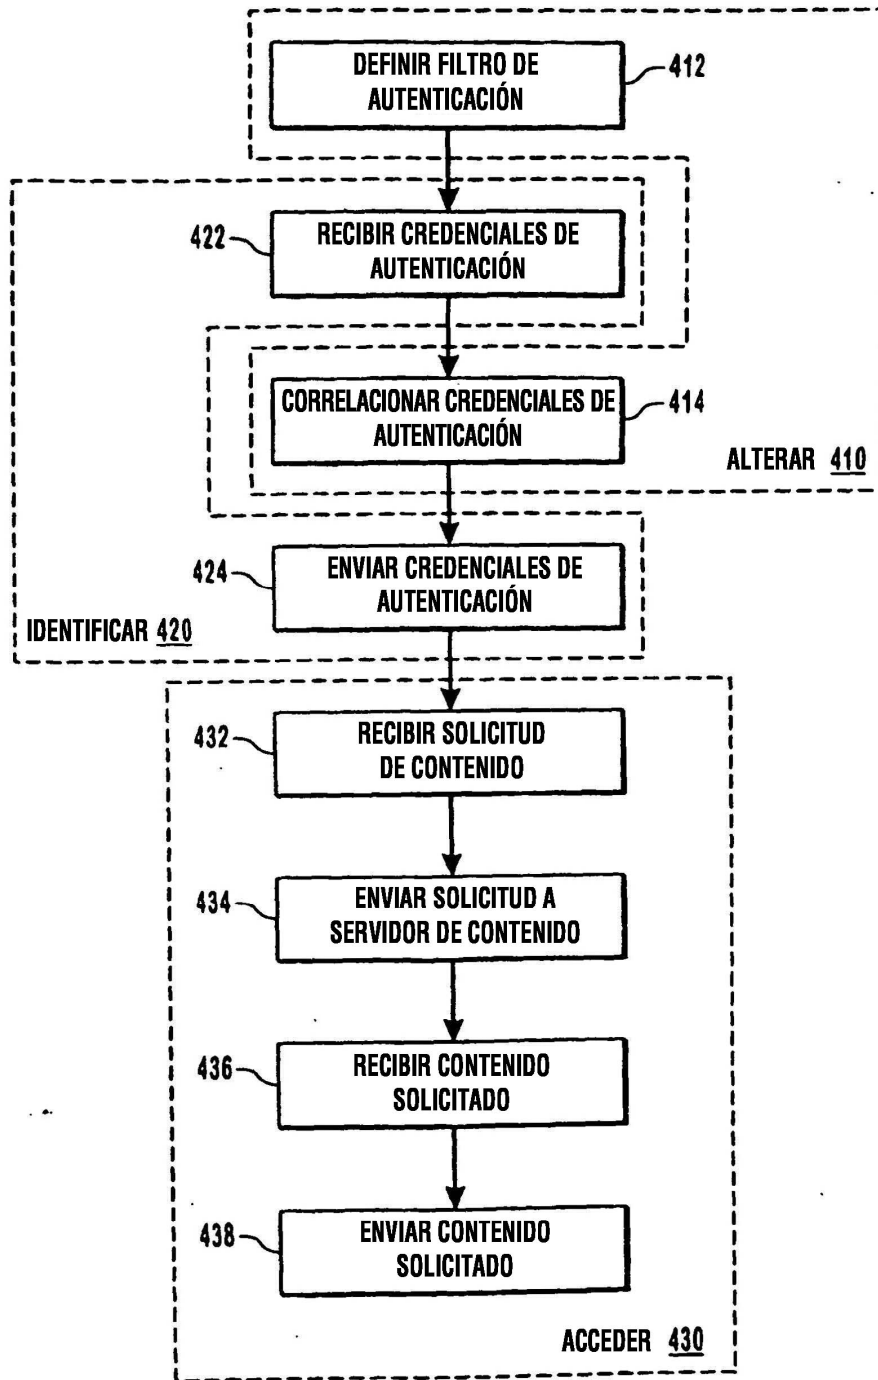 DEFINIR FILTRO DE
AUTENTICACIÓN
412
422
RECIBIR CREDENCIALES DE
AUTENTICACIÓN
CORRELACIONAR CREDENCIALES DE
AUTENTICACIÓN
414
ALTERAR 410
424
ENVIAR CREDENCIALES DE
AUTENTICACIÓN
IDENTIFICAR 420
432
RECIBIR SOLICITUD
DE CONTENIDO
434
ENVIAR SOLICITUD A
SERVIDOR DE CONTENIDO
436
RECIBIR CONTENIDO
SOLICITADO
438
ENVIAR CONTENIDO
SOLICITADO
ACCEDER 430